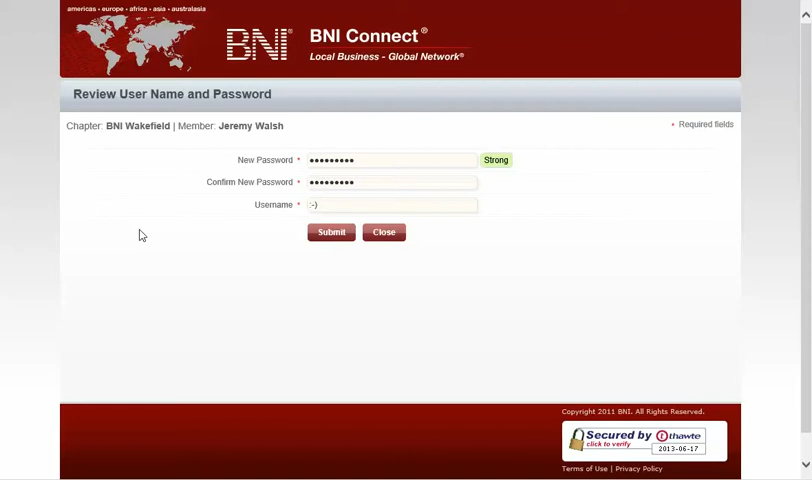 americas • europe • africa • asia • australasia
BNI® BNI Connect®
Local Business - Global Network®
Review User Name and Password
Chapter: BNI Wakefield | Member: Jeremy Walsh
* Required fields
New Password * ••••••••• Strong
Confirm New Password * •••••••••
Username * :-)
Submit Close
Copyright 2011 BNI. All Rights Reserved.
Secured by thawte
click to verify 2013-06-17
Terms of Use | Privacy Policy